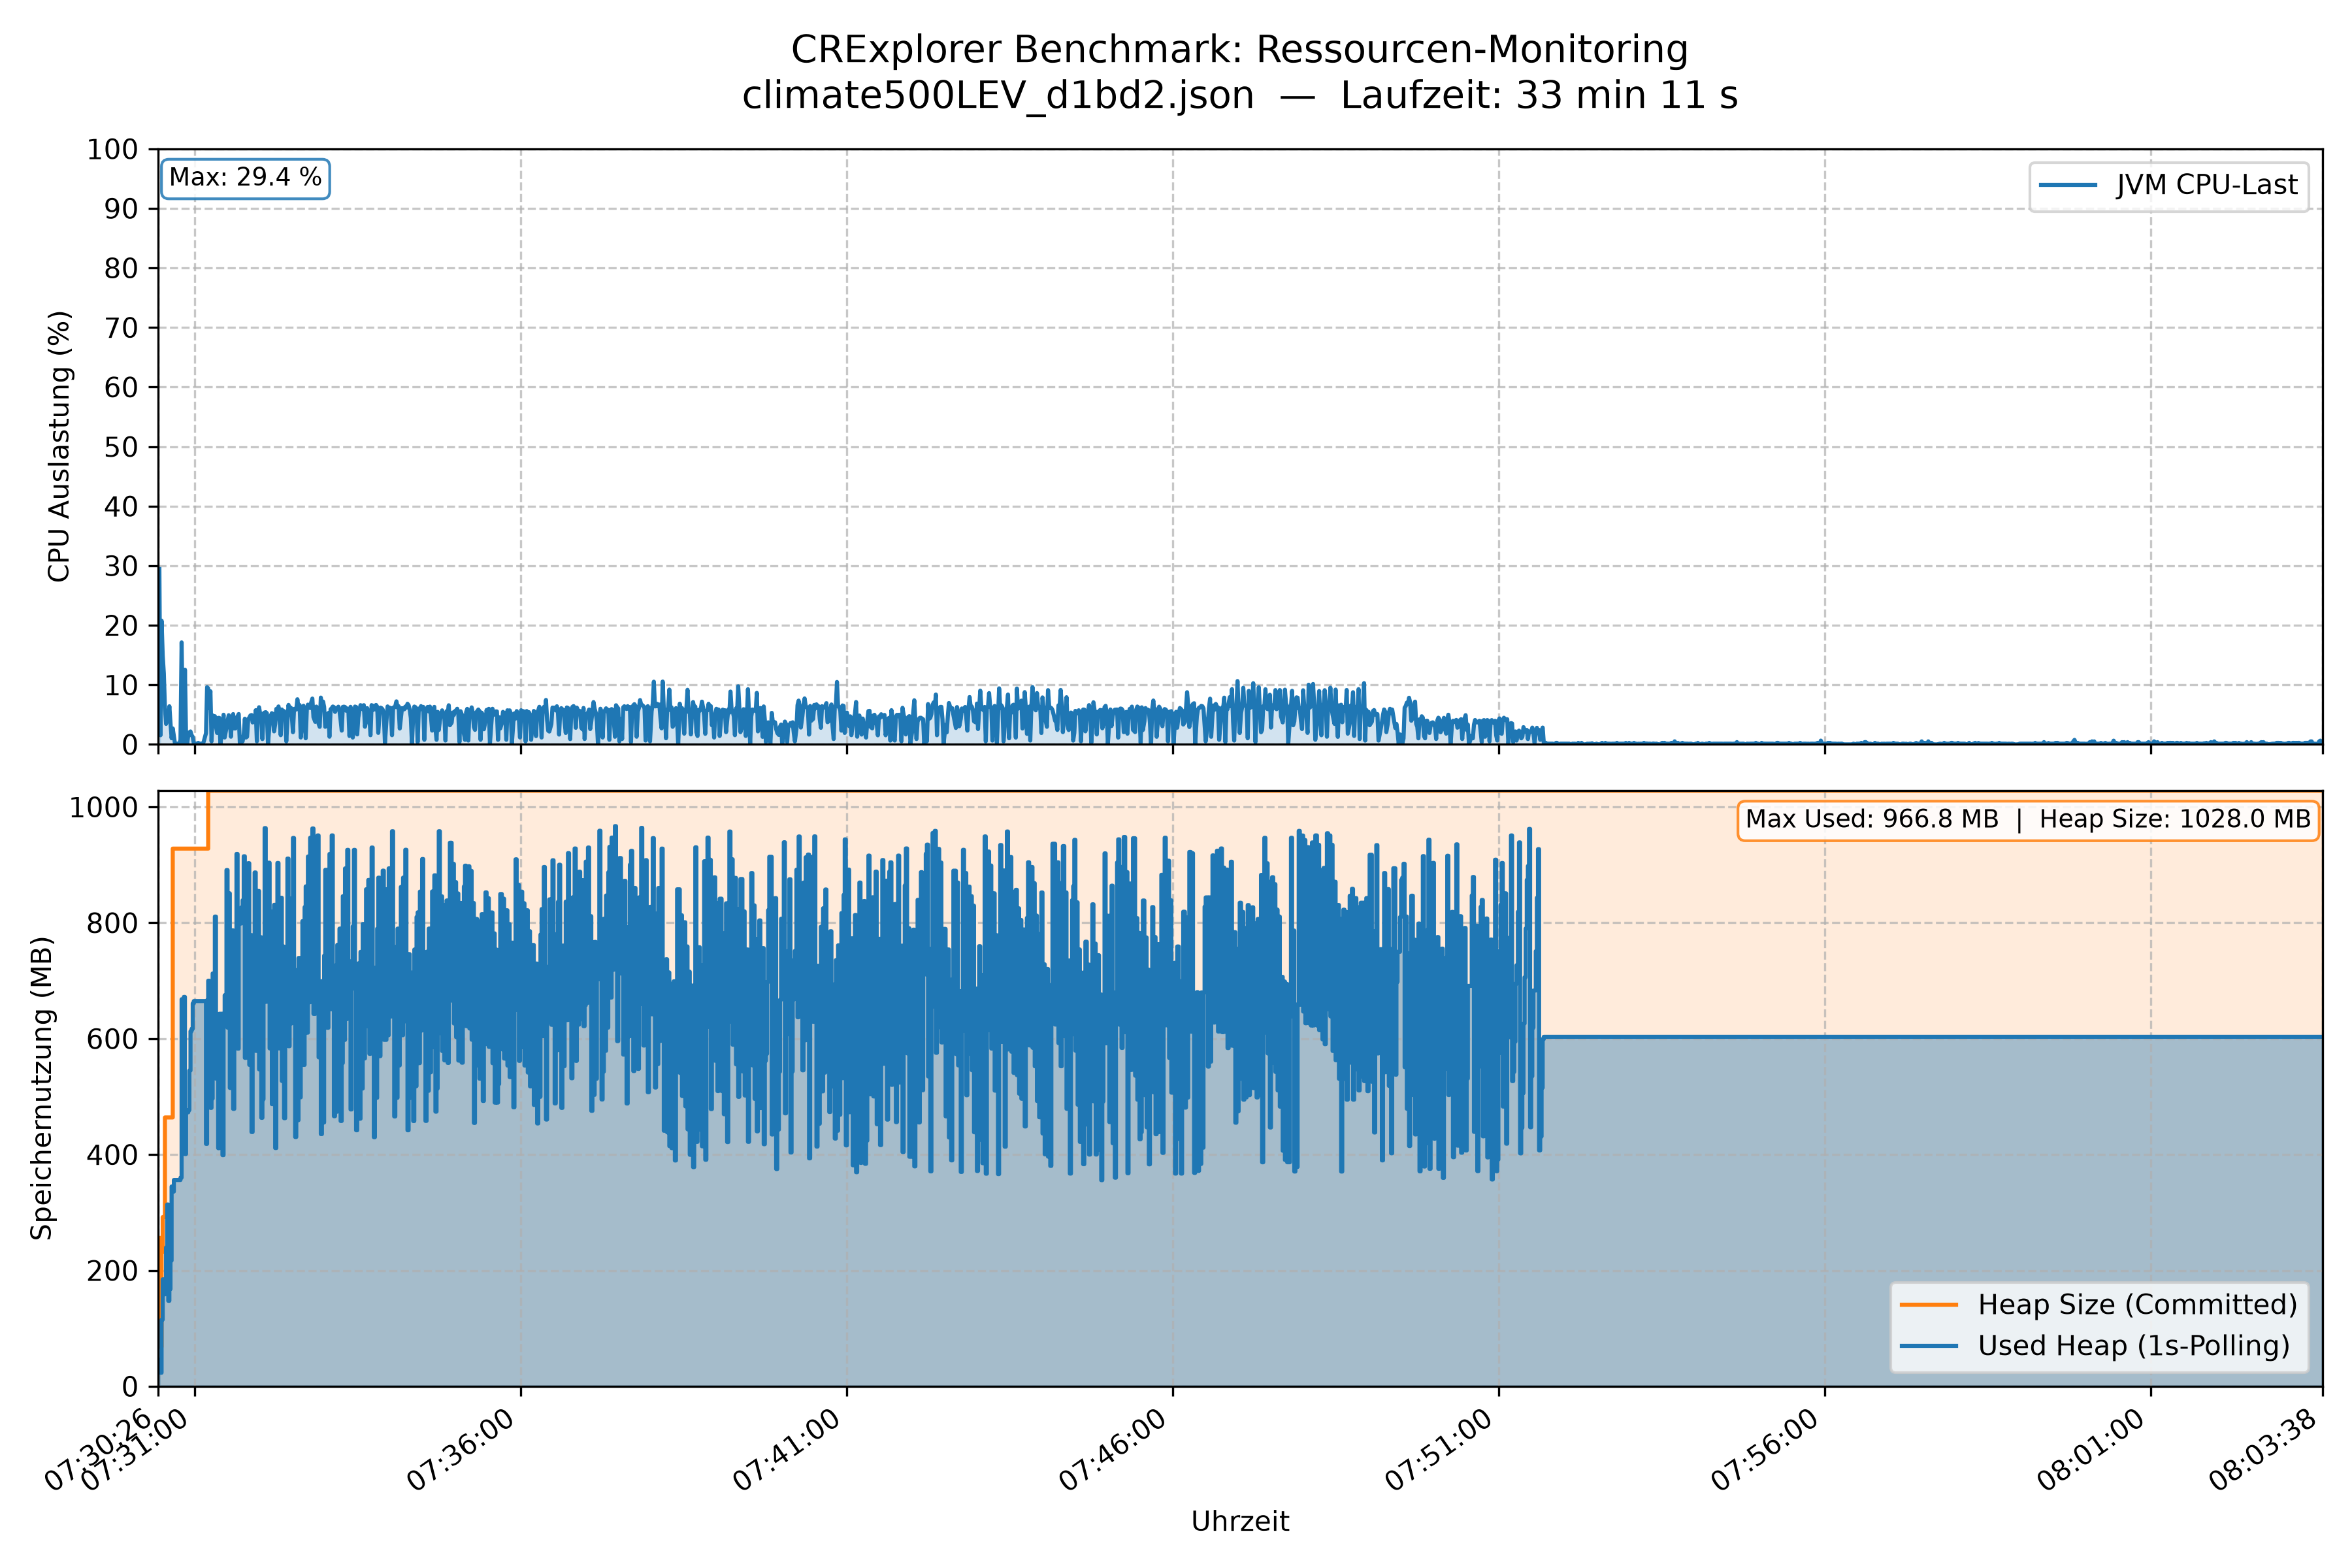 CRExplorer Benchmark: Ressourcen-Monitoring
climate500LEV_d1bd2.json — Laufzeit: 33 min 11 s
100
90
80
70
60
50
40
30
20
10
0
CPU Auslastung (%)
Max: 29.4 %
JVM CPU-Last
1000
800
600
400
200
0
Speichernutzung (MB)
Max Used: 966.8 MB | Heap Size: 1028.0 MB
Heap Size (Committed)
Used Heap (1s-Polling)
07:30:26
07:31:00
07:36:00
07:41:00
07:46:00
07:51:00
07:56:00
08:01:00
08:03:38
Uhrzeit